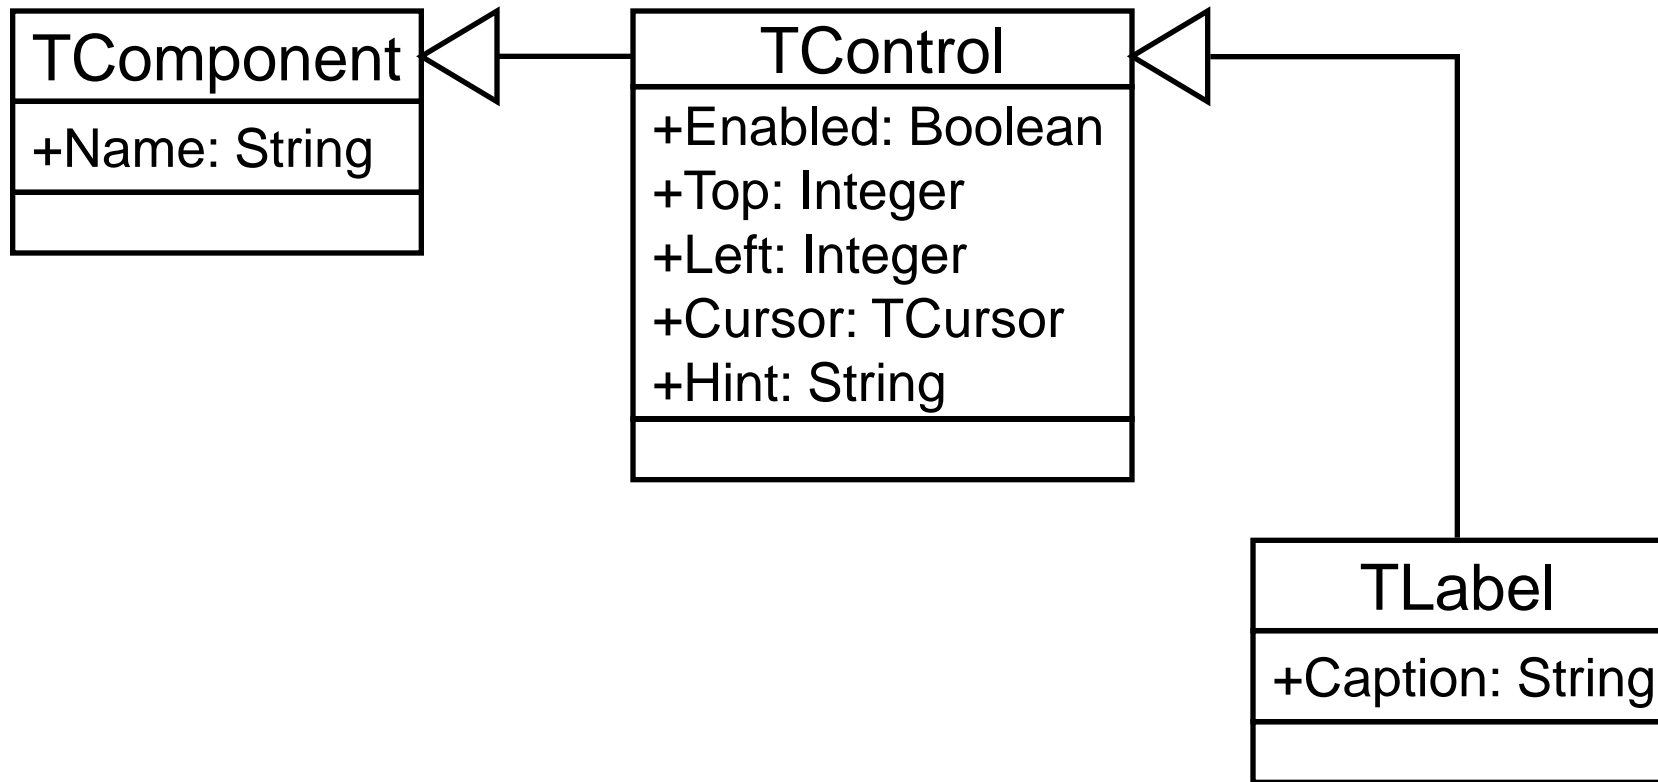 TComponent
+Name: String
TControl
+Enabled: Boolean
+Top: Integer
+Left: Integer
+Cursor: TCursor
+Hint: String
TLabel
+Caption: String